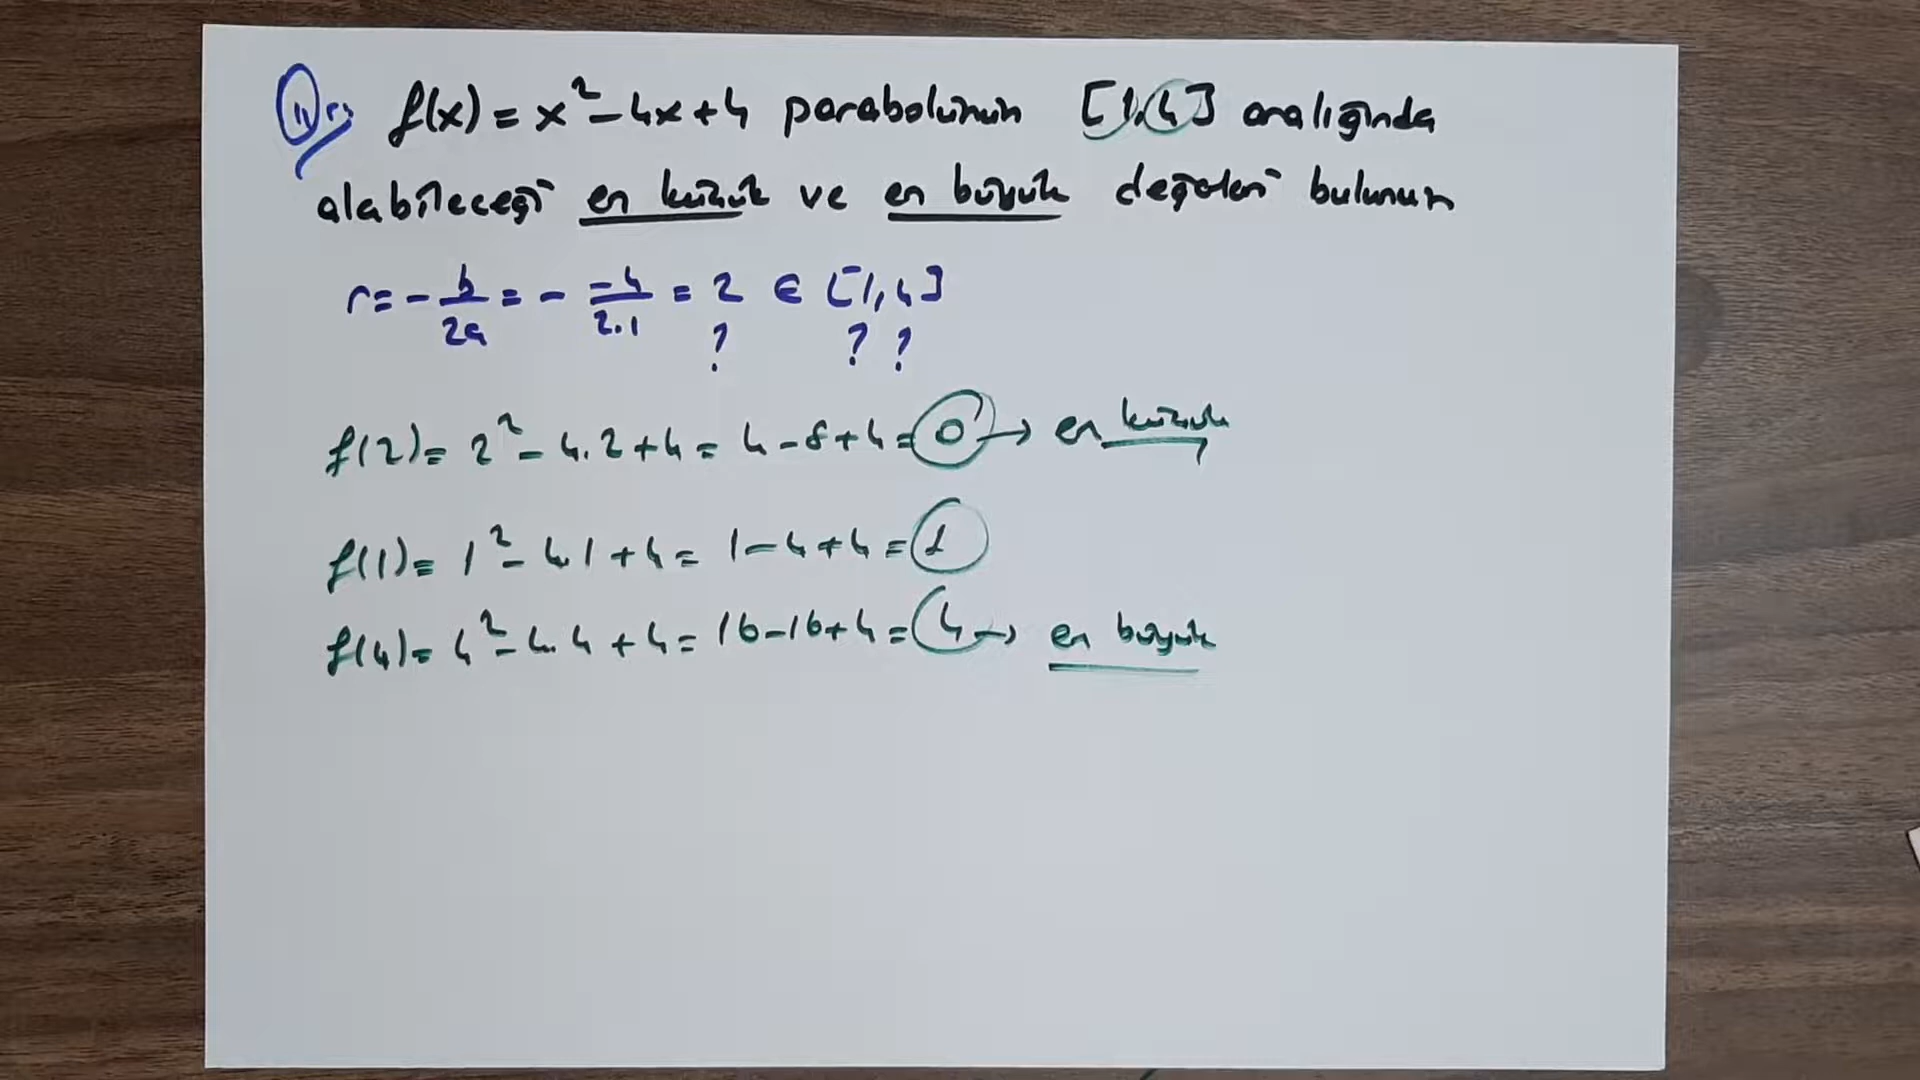 Ör: f(x) = x² - 4x + 4 parabolünün [1,4] aralığında
alabileceği en küçük ve en büyük değerleri bulunuz
r = - b/2a = - -4/2.1 = 2 ∈ [1,4]
? ? ?
f(2) = 2² - 4.2 + 4 = 4 - 8 + 4 = 0 → en küçük
f(1) = 1² - 4.1 + 4 = 1 - 4 + 4 = 1
f(4) = 4² - 4.4 + 4 = 16 - 16 + 4 = 4 → en büyük